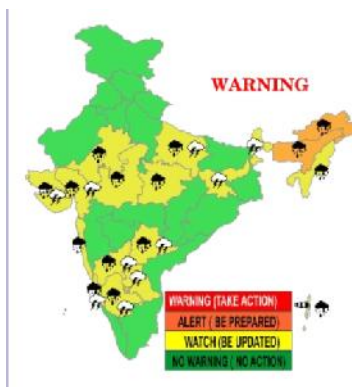 WARNING
WARNING (TAKE ACTION)
ALERT ( BE PREPARED)
WATCH (BE UPDATED)
NO WARNING ( NO ACTION)